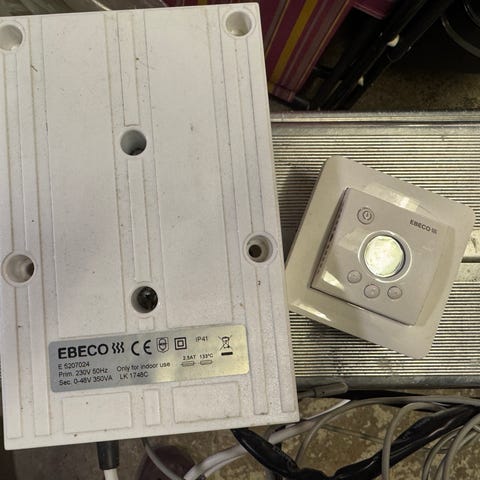 EBECO
E 5207024
Prim. 230V 50Hz
Sec. 0-48V 350VA
CE
IP41
Only for indoor use
LK 1748C
2,5AT 133°C
EBECO